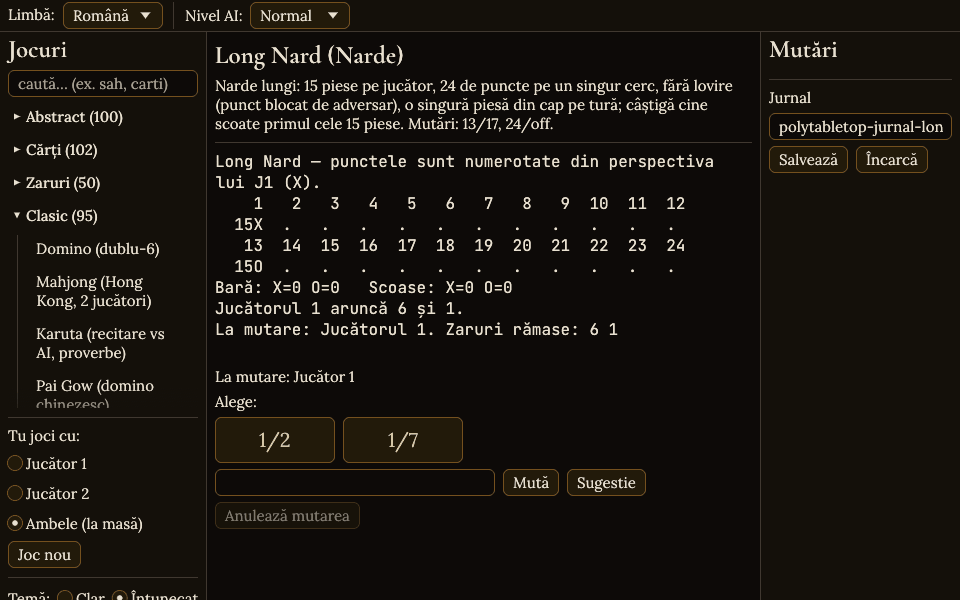 Limbă: Română ▼ Nivel AI: Normal ▼
Jocuri
caută... (ex. sah, carti)
▸ Abstract (100)
▸ Cărți (102)
▸ Zaruri (50)
▾ Clasic (95)
Domino (dublu-6)
Mahjong (Hong
Kong, 2 jucători)
Karuta (recitare vs
AI, proverbe)
Pai Gow (domino
chinezesc)
Tu joci cu:
Jucător 1
Jucător 2
Ambele (la masă)
Joc nou
Temă: Clar Întunecat
Long Nard (Narde)
Narde lungi: 15 piese pe jucător, 24 de puncte pe un singur cerc, fără lovire
(punct blocat de adversar), o singură piesă din cap pe tură; câștigă cine
scoate primul cele 15 piese. Mutări: 13/17, 24/off.
Long Nard — punctele sunt numerotate din perspectiva
lui J1 (X).
1 2 3 4 5 6 7 8 9 10 11 12
15X . . . . . . . . . . .
13 14 15 16 17 18 19 20 21 22 23 24
15O . . . . . . . . . . .
Bară: X=0 O=0 Scoase: X=0 O=0
Jucătorul 1 aruncă 6 și 1.
La mutare: Jucătorul 1. Zaruri rămase: 6 1
La mutare: Jucător 1
Alege:
1/2 1/7
Mută Sugestie
Anulează mutarea
Mutări
Jurnal
polytabletop-jurnal-lon
Salvează Încarcă